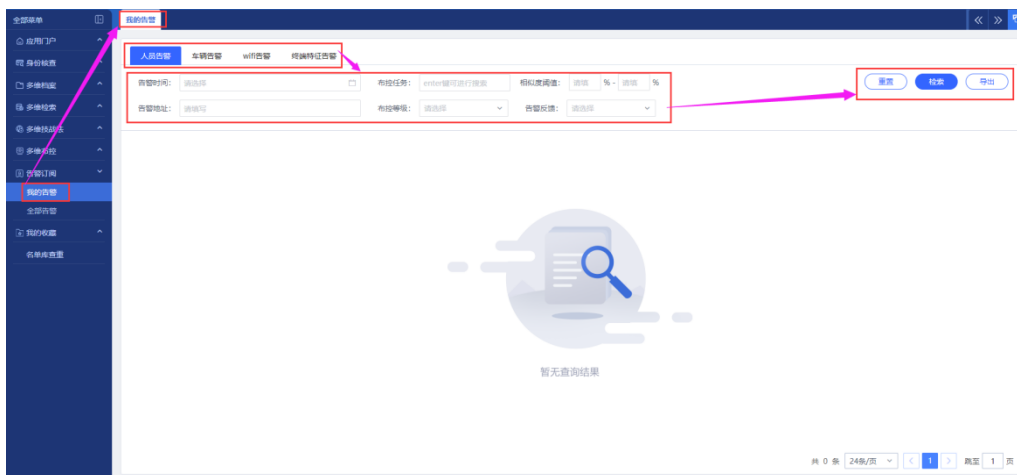 全部菜单
我的告警
应用门户
身份核查
多维档案
多维检索
多维技战法
多维布控
告警订阅
我的告警
全部告警
我的收藏
名单库查重
人员告警 车辆告警 wifi告警 终端特征告警
告警时间: 请选择 布控任务: enter键可进行搜索 相似度阈值: 请填 % - 请填 %
重置 检索 导出
告警地址: 请填写 布控等级: 请选择 告警反馈: 请选择
暂无查询结果
共 0 条 24条/页 1 跳至 1 页